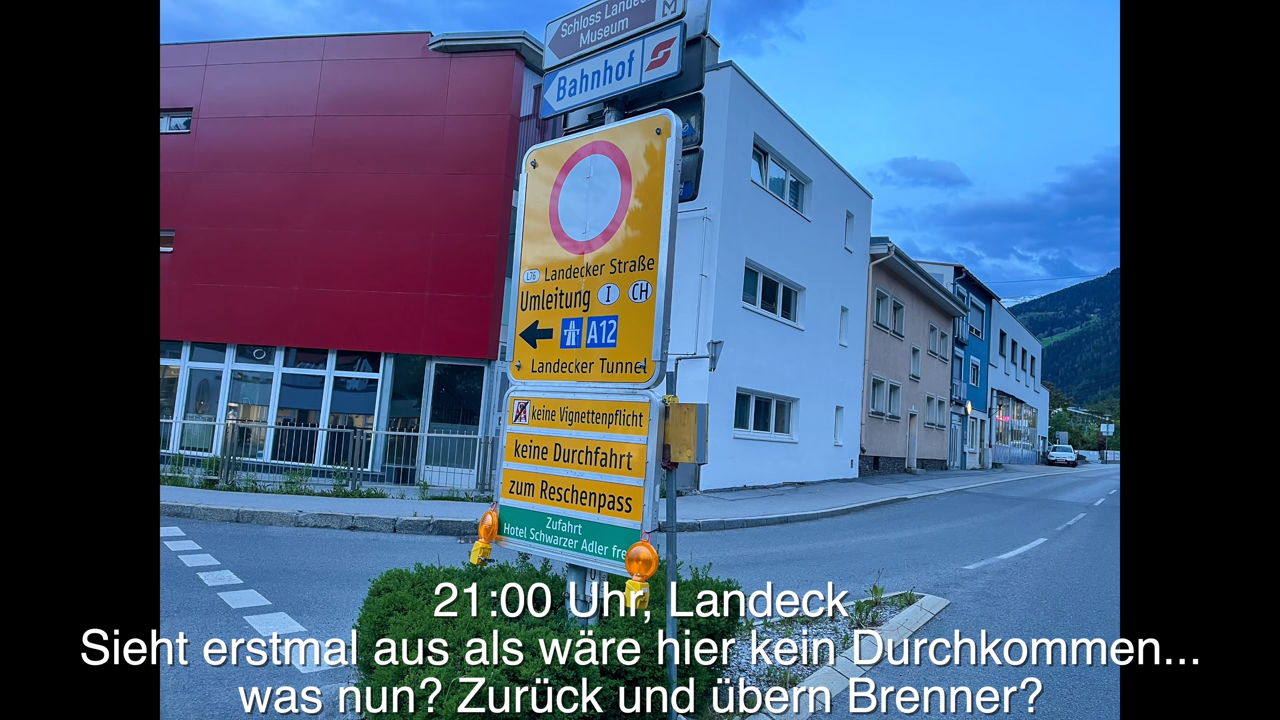 Schloss Landeck
Museum
M
Bahnhof
L76 Landecker Straße
Umleitung I CH
A12
Landecker Tunnel
keine Vignettenpflicht
keine Durchfahrt
zum Reschenpass
Zufahrt
Hotel Schwarzer Adler frei
21:00 Uhr, Landeck
Sieht erstmal aus als wäre hier kein Durchkommen...
was nun? Zurück und übern Brenner?